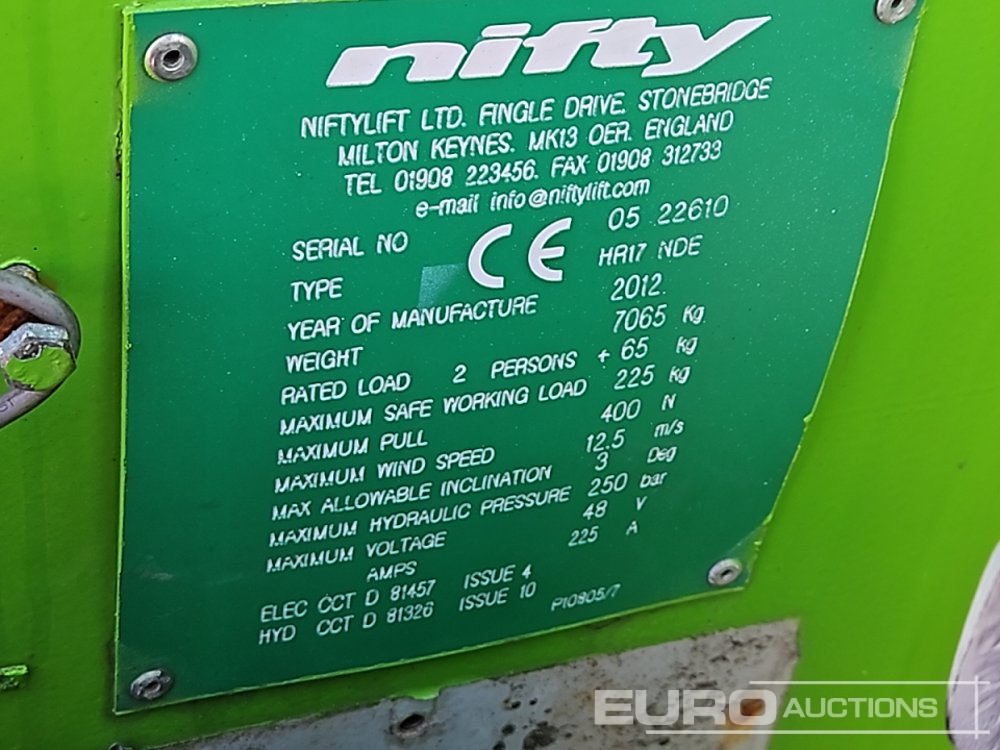 nifty
NIFTYLIFT LTD. FINGLE DRIVE. STONEBRIDGE
MILTON KEYNES. MK13 OER. ENGLAND
TEL 01908 223456. FAX 01908 312733
e-mail info@niftylift.com
SERIAL NO CE 05 22610
TYPE HR17 NDE
YEAR OF MANUFACTURE 2012
WEIGHT 7065 Kg
RATED LOAD 2 PERSONS + 65 kg
MAXIMUM SAFE WORKING LOAD 225 kg
MAXIMUM PULL 400 N
MAXIMUM WIND SPEED 12.5 m/s
MAX ALLOWABLE INCLINATION 3 Deg
MAXIMUM HYDRAULIC PRESSURE 250 bar
MAXIMUM VOLTAGE 48 V
AMPS 225 A
ELEC CCT D 81457 ISSUE 4
HYD CCT D 81326 ISSUE 10 P10805/7
EURO AUCTIONS